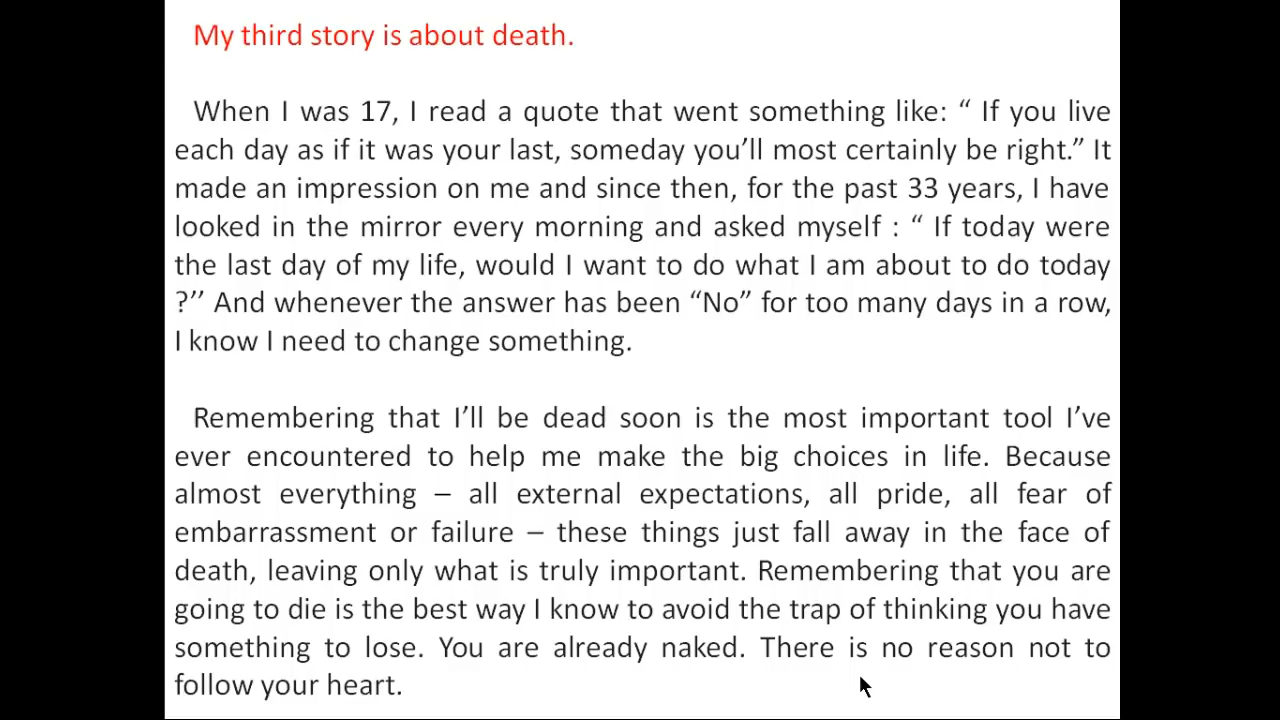 My third story is about death.
When I was 17, I read a quote that went something like: “ If you live
each day as if it was your last, someday you’ll most certainly be right.” It
made an impression on me and since then, for the past 33 years, I have
looked in the mirror every morning and asked myself : “ If today were
the last day of my life, would I want to do what I am about to do today
?’’ And whenever the answer has been “No” for too many days in a row,
I know I need to change something.
Remembering that I’ll be dead soon is the most important tool I’ve
ever encountered to help me make the big choices in life. Because
almost everything – all external expectations, all pride, all fear of
embarrassment or failure – these things just fall away in the face of
death, leaving only what is truly important. Remembering that you are
going to die is the best way I know to avoid the trap of thinking you have
something to lose. You are already naked. There is no reason not to
follow your heart.